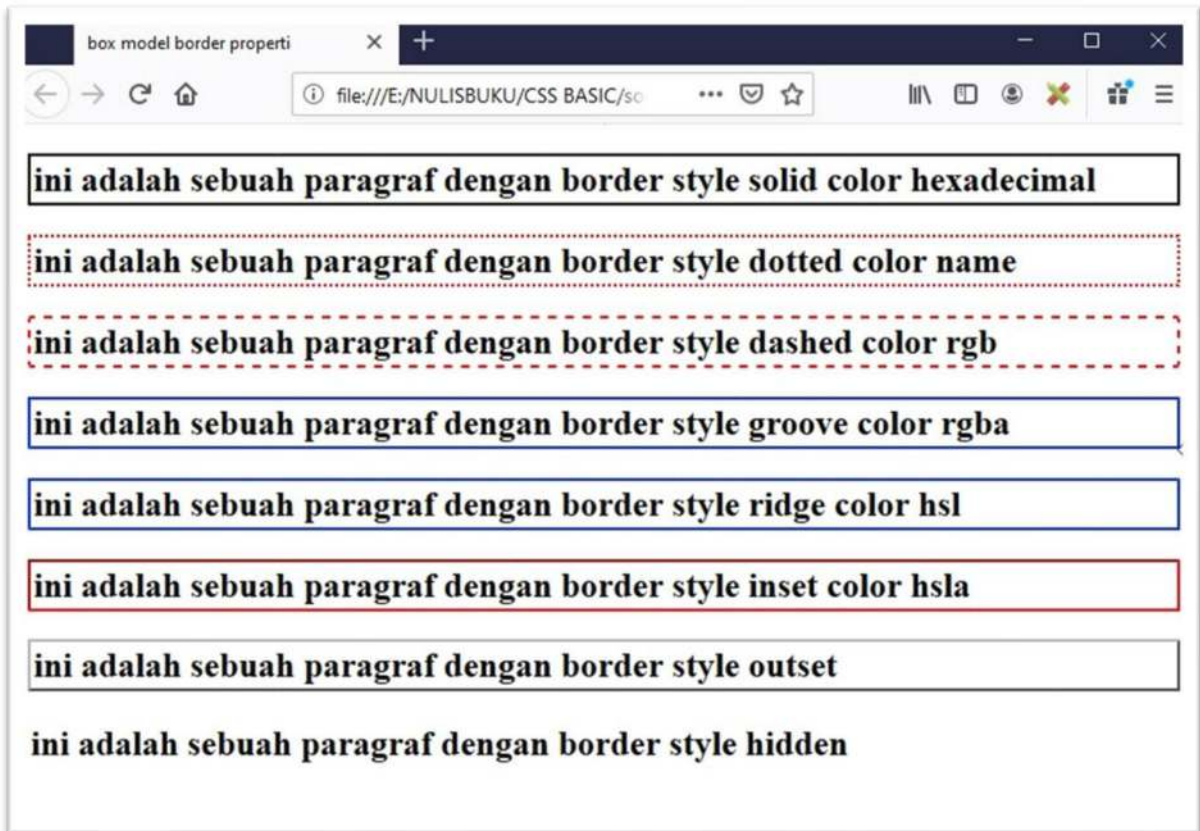 box model border properti
file:///E:/NULISBUKU/CSS BASIC/so
ini adalah sebuah paragraf dengan border style solid color hexadecimal
ini adalah sebuah paragraf dengan border style dotted color name
ini adalah sebuah paragraf dengan border style dashed color rgb
ini adalah sebuah paragraf dengan border style groove color rgba
ini adalah sebuah paragraf dengan border style ridge color hsl
ini adalah sebuah paragraf dengan border style inset color hsla
ini adalah sebuah paragraf dengan border style outset
ini adalah sebuah paragraf dengan border style hidden